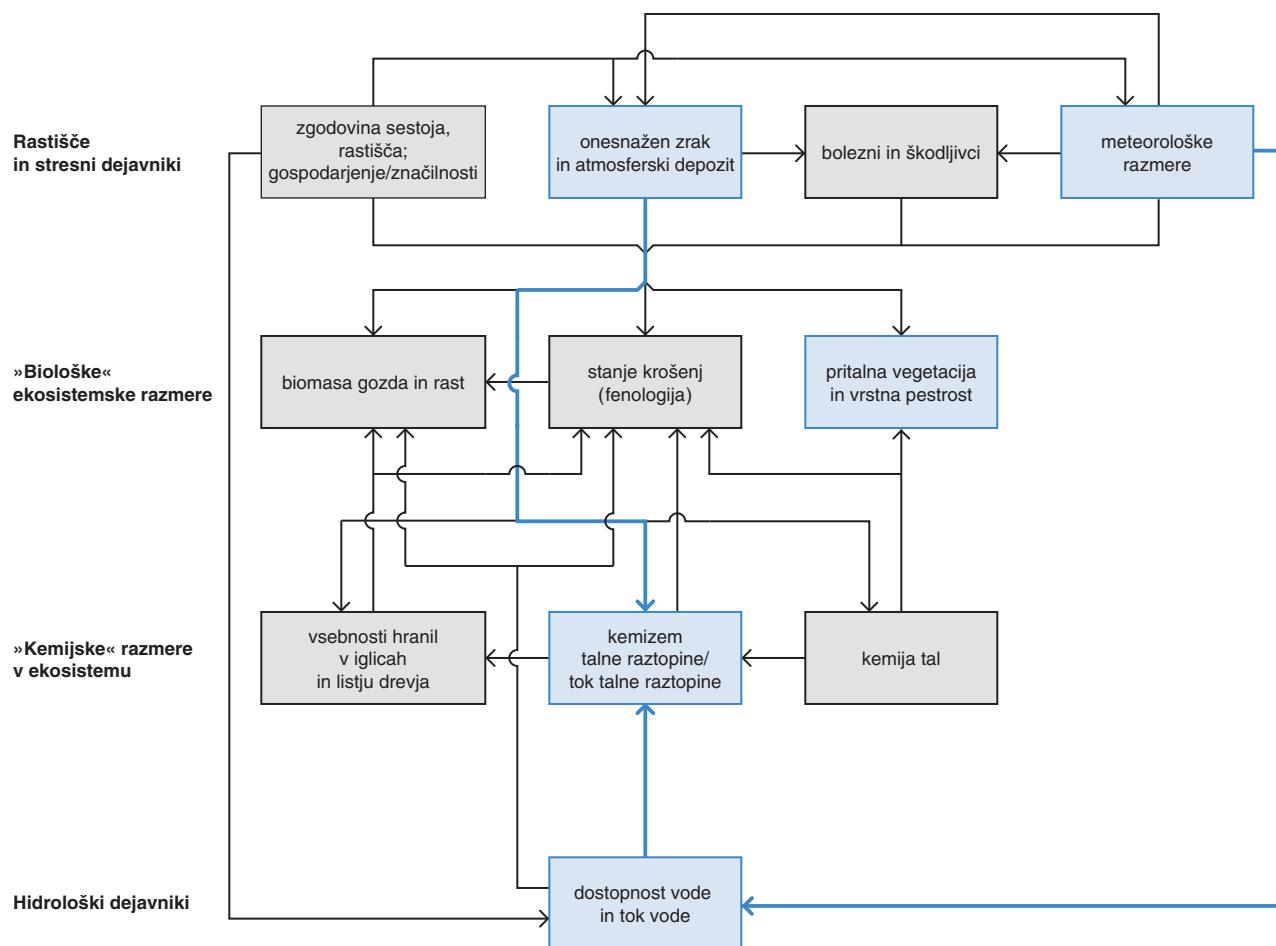 Rastišče
in stresni dejavniki
zgodovina sestoja,
rastišča;
gospodarjenje/značilnosti
onesnažen zrak
in atmosferski depozit
bolezni in škodljivci
meteorološke
razmere
»Biološke«
ekosistemske razmere
biomasa gozda in rast
stanje krošenj
(fenologija)
pritalna vegetacija
in vrstna pestrost
»Kemijske« razmere
v ekosistemu
vsebnosti hranil
v iglicah
in listju drevja
kemizem
talne raztopine/
tok talne raztopine
kemija tal
Hidrološki dejavniki
dostopnost vode
in tok vode